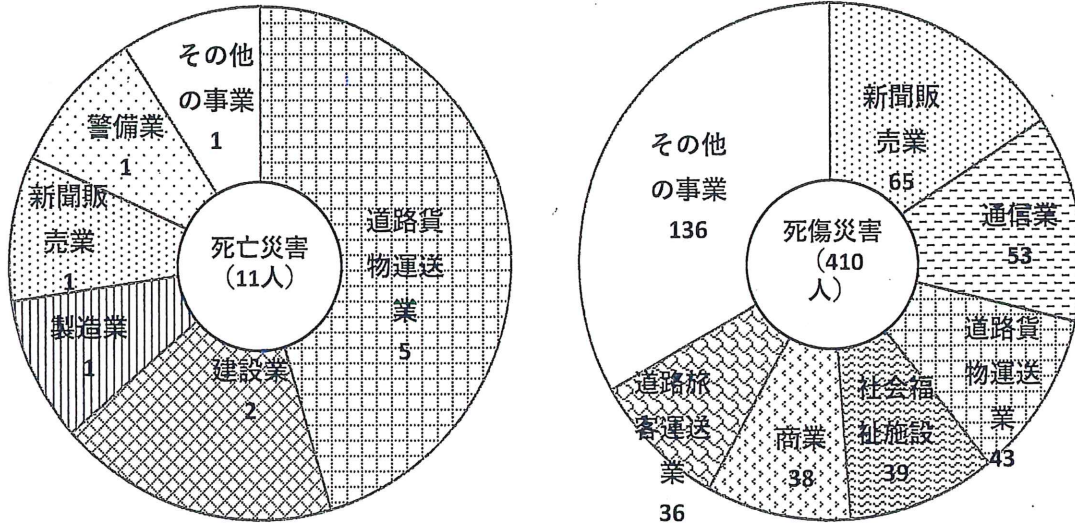 死亡災害
（11人）
道路貨
物運送
業
5
建設業
2
製造業
1
新聞販
売業
1
警備業
1
その他
の事業
1
死傷災害
（410
人）
新聞販
売業
65
通信業
53
道路貨
物運送
業
43
社会福
祉施設
39
商業
38
道路旅
客運送
業
36
その他
の事業
136